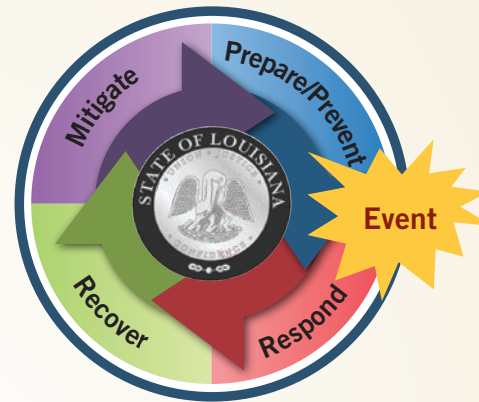 Mitigate
Prepare/Prevent
Event
Respond
Recover
STATE OF LOUISIANA
UNION JUSTICE
CONFIDENCE